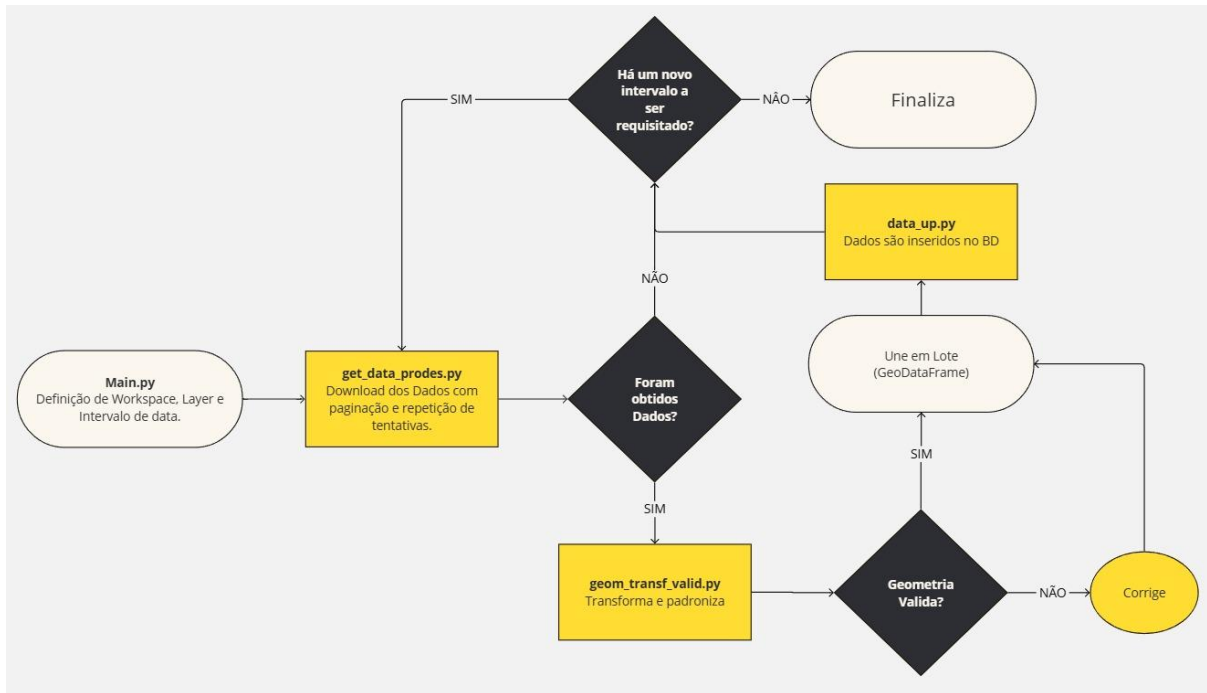 Há um novo
intervalo a
ser
requisitado?
SIM
NÃO
Finaliza
data_up.py
Dados são inseridos no BD
NÃO
Main.py
Definição de Workspace, Layer e
Intervalo de data.
get_data_prodes.py
Download dos Dados com
paginação e repetição de
tentativas.
Foram
obtidos
Dados?
Une em Lote
(GeoDataFrame)
SIM
SIM
geom_transf_valid.py
Transforma e padroniza
Geometria
Valida?
NÃO
Corrige